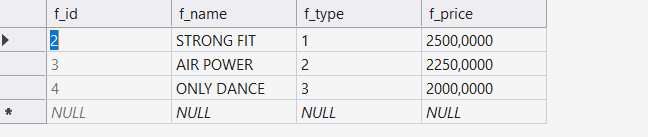 f_id f_name f_type f_price
2 STRONG FIT 1 2500,0000
3 AIR POWER 2 2250,0000
4 ONLY DANCE 3 2000,0000
* NULL NULL NULL NULL